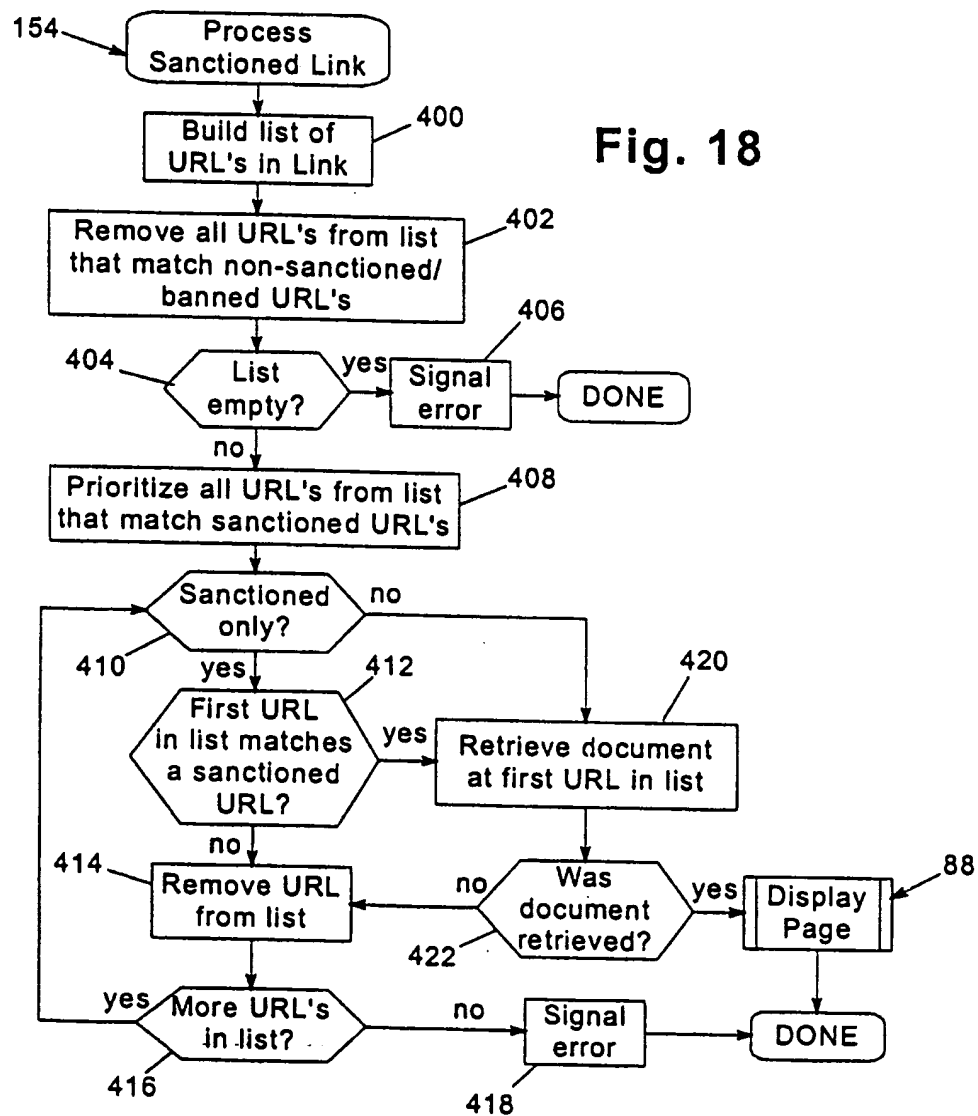 154
Process
Sanctioned Link
Build list of
URL's in Link
400
Fig. 18
Remove all URL's from list
that match non-sanctioned/
banned URL's
402
404
List
empty?
yes
406
Signal
error
DONE
no
Prioritize all URL's from list
that match sanctioned URL's
408
Sanctioned
only?
no
410
yes
412
420
First URL
in list matches
a sanctioned
URL?
yes
Retrieve document
at first URL in list
no
414
Remove URL
from list
no
Was
document
retrieved?
422
yes
88
Display
Page
yes
More URL's
in list?
416
no
Signal
error
418
DONE